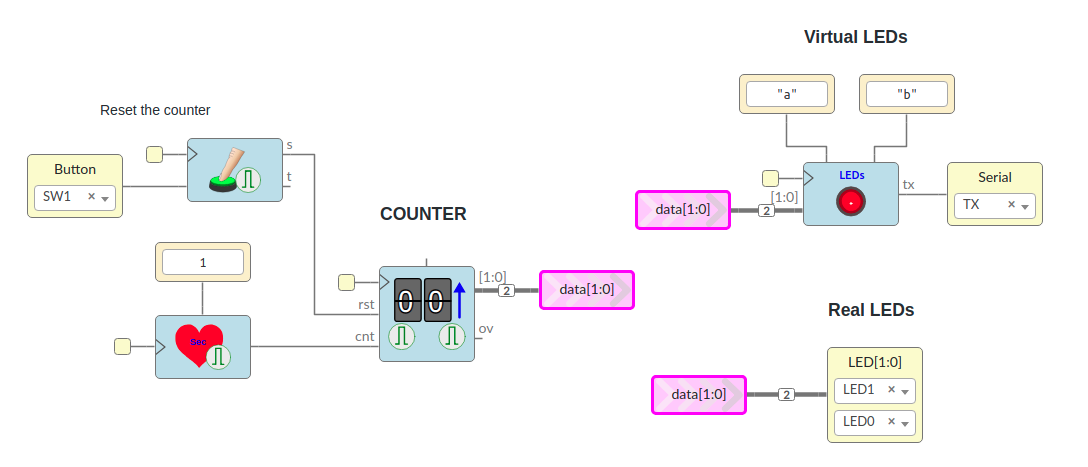 Virtual LEDs
"a"
"b"
Reset the counter
Button
SW1 ×
s
t
LEDs
[1:0]
2
tx
Serial
TX ×
data[1:0]
COUNTER
1
Sec
rst
cnt
00
[1:0]
2
ov
data[1:0]
Real LEDs
data[1:0]
2
LED[1:0]
LED1 ×
LED0 ×